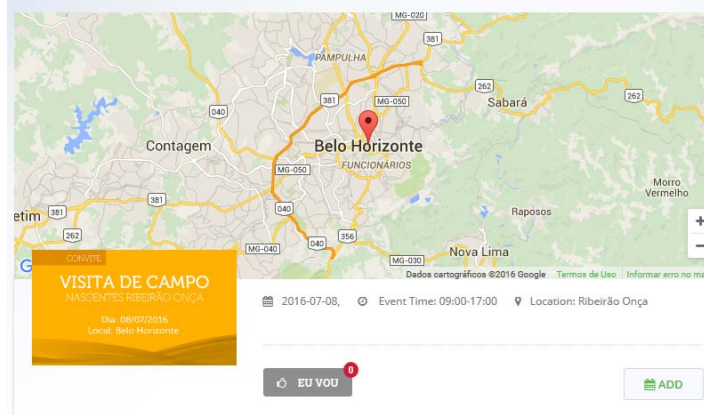 MG-020
381
PAMPULHA
262
381
MG-050
Sabará
262
040
Contagem
Belo Horizonte
FUNCIONÁRIOS
MG-050
Morro
Vermelho
381
etim
381
040
Raposos
+
262
356
−
MG-040
040
Nova Lima
MG-030
G
Dados cartográficos ©2016 Google
Termos de Uso
Informar erro no ma
CONVITE
VISITA DE CAMPO
NASCENTES RIBEIRÃO ONÇA
Dia: 08/07/2016
Local: Belo Horizonte
2016-07-08,
Event Time: 09:00-17:00
Location: Ribeirão Onça
EU VOU
0
ADD